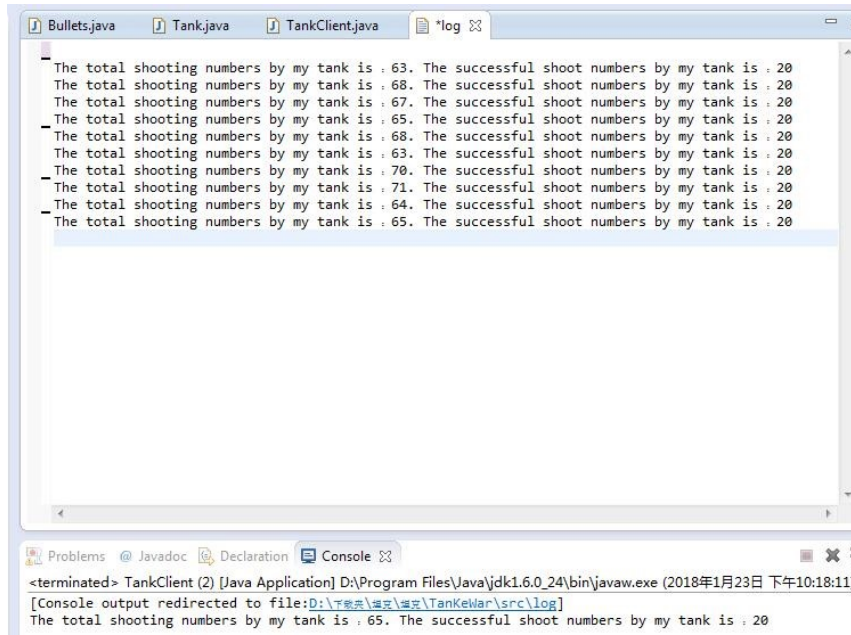 Bullets.java Tank.java TankClient.java *log
The total shooting numbers by my tank is : 63. The successful shoot numbers by my tank is : 20
The total shooting numbers by my tank is : 68. The successful shoot numbers by my tank is : 20
The total shooting numbers by my tank is : 67. The successful shoot numbers by my tank is : 20
The total shooting numbers by my tank is : 65. The successful shoot numbers by my tank is : 20
The total shooting numbers by my tank is : 68. The successful shoot numbers by my tank is : 20
The total shooting numbers by my tank is : 63. The successful shoot numbers by my tank is : 20
The total shooting numbers by my tank is : 70. The successful shoot numbers by my tank is : 20
The total shooting numbers by my tank is : 71. The successful shoot numbers by my tank is : 20
The total shooting numbers by my tank is : 64. The successful shoot numbers by my tank is : 20
The total shooting numbers by my tank is : 65. The successful shoot numbers by my tank is : 20
Problems @ Javadoc Declaration Console
<terminated> TankClient (2) [Java Application] D:\Program Files\Java\jdk1.6.0_24\bin\javaw.exe (2018年1月23日 下午10:18:11)
[Console output redirected to file:D:\下载夹\坦克\坦克\TanKeWar\src\log]
The total shooting numbers by my tank is : 65. The successful shoot numbers by my tank is : 20